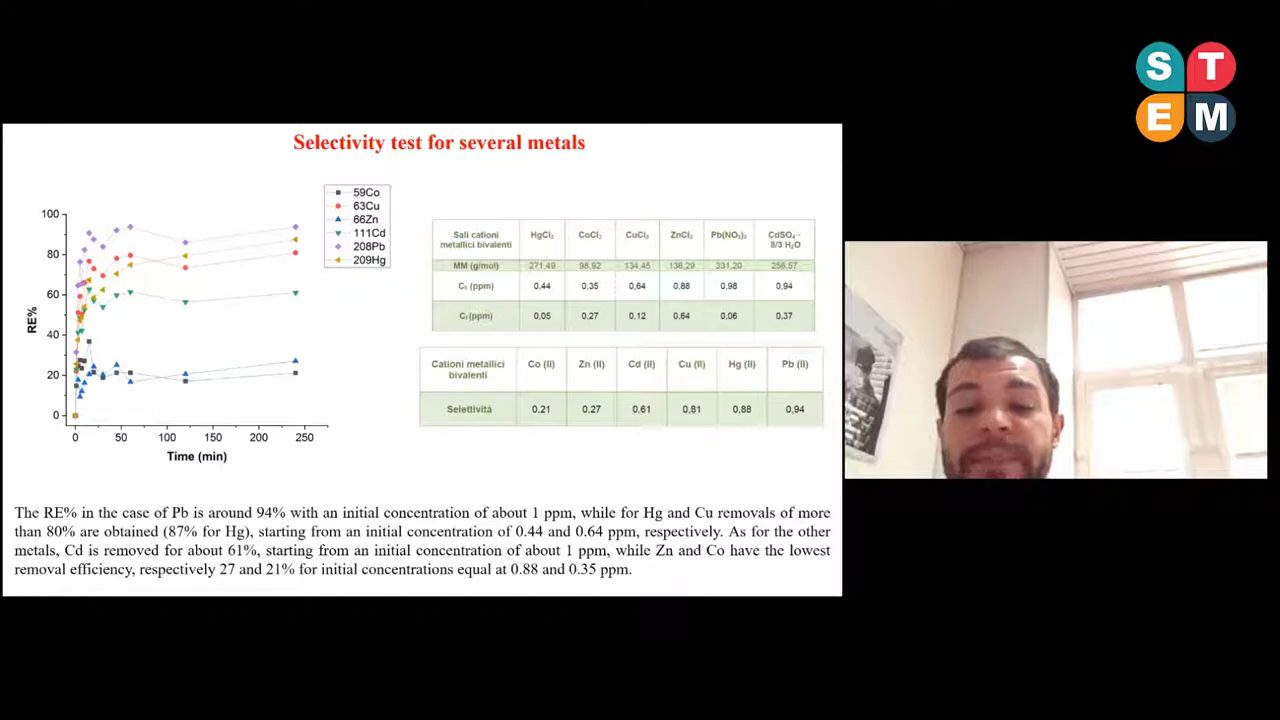 S T
E M
Selectivity test for several metals
59Co
63Cu
66Zn
111Cd
208Pb
209Hg
100
80
60
40
20
0
RE%
0 50 100 150 200 250
Time (min)
Sali cationi metallici bivalenti HgCl₂ CoCl₂ CuCl₂ ZnCl₂ Pb(NO₃)₂ CdSO₄ - 8/3 H₂O
MM (g/mol) 271,49 98,92 134,45 136,29 331,20 256,57
C₀ (ppm) 0,44 0,35 0,64 0,88 0,98 0,94
(ppm) 0,05 0,27 0,12 0,64 0,06 0,37
Cationi metallici bivalenti Co (II) Zn (II) Cd (II) Cu (II) Hg (II) Pb (II)
Selettività 0,21 0,27 0,61 0,81 0,88 0,94
The RE% in the case of Pb is around 94% with an initial concentration of about 1 ppm, while for Hg and Cu removals of more
than 80% are obtained (87% for Hg), starting from an initial concentration of 0.44 and 0.64 ppm, respectively. As for the other
metals, Cd is removed for about 61%, starting from an initial concentration of about 1 ppm, while Zn and Co have the lowest
removal efficiency, respectively 27 and 21% for initial concentrations equal at 0.88 and 0.35 ppm.